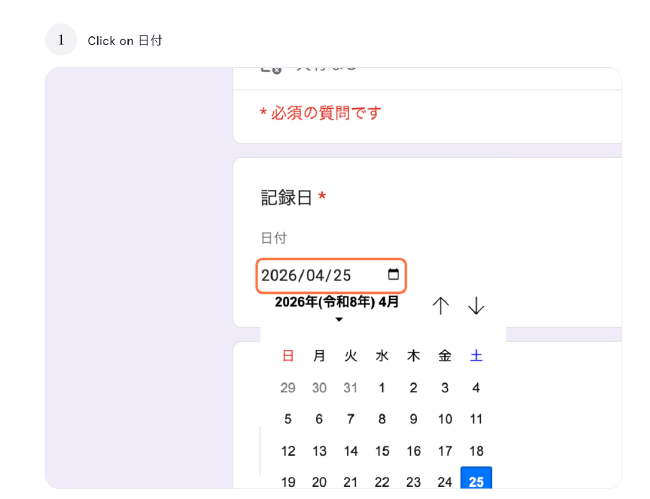 1 Click on 日付
* 必須の質問です
記録日 *
日付
2026/04/25
2026年(令和8年) 4月 ↑ ↓
日 月 火 水 木 金 土
29 30 31 1 2 3 4
5 6 7 8 9 10 11
12 13 14 15 16 17 18
19 20 21 22 23 24 25